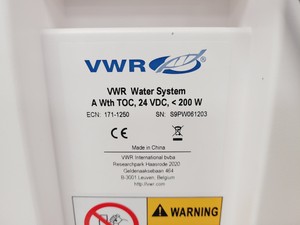 VWR
VWR Water System
A Wth TOC, 24 VDC, < 200 W
ECN: 171-1250 SN: S9PW061203
CE
Made in China
VWR International bvba
Researchpark Haasrode 2020
Geldenaaksebaan 464
B-3001 Leuven, Belgium
http://vwr.com
WARNING